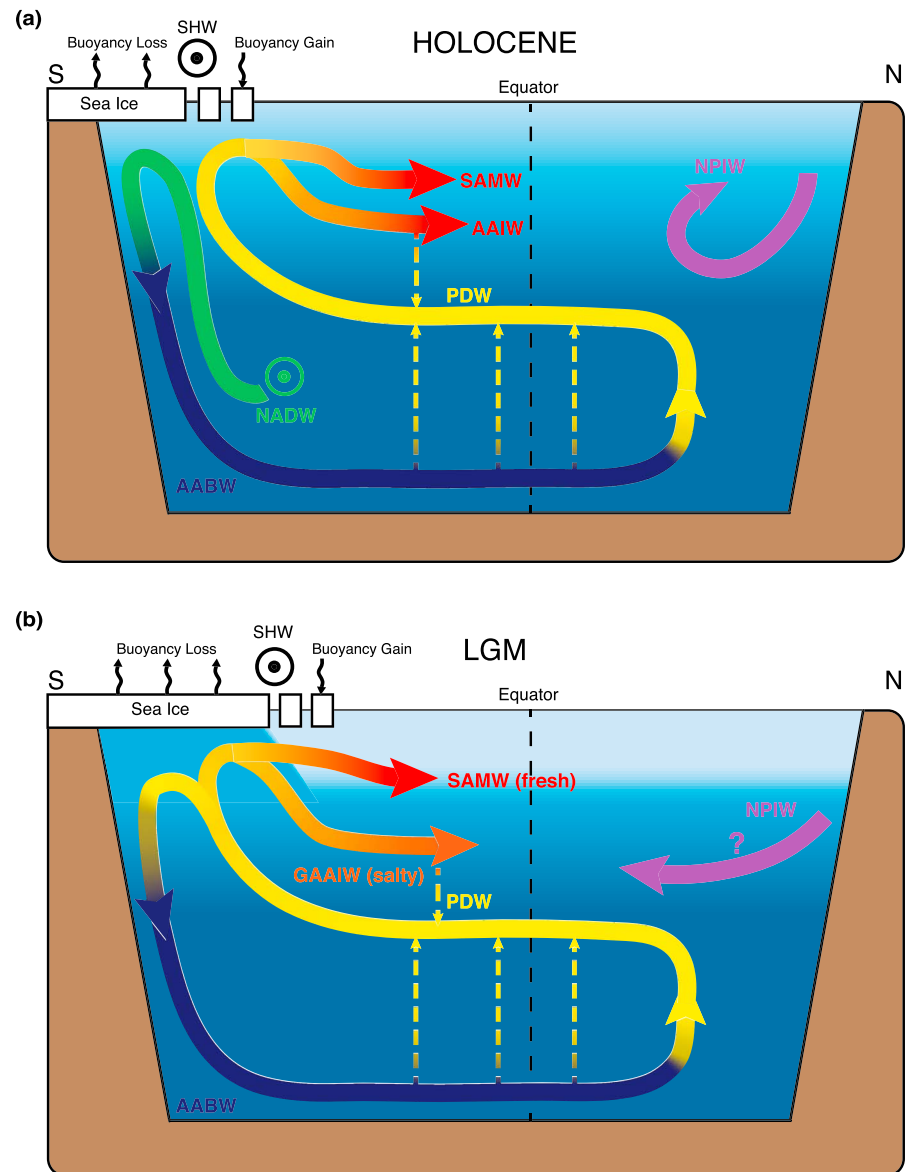 (a)
SHW
Buoyancy Loss
Buoyancy Gain
HOLOCENE
S
N
Equator
Sea Ice
NPIW
SAMW
AAIW
PDW
NADW
AABW
(b)
SHW
Buoyancy Loss
Buoyancy Gain
LGM
S
N
Equator
Sea Ice
SAMW (fresh)
NPIW
?
GAAIW (salty)
PDW
AABW